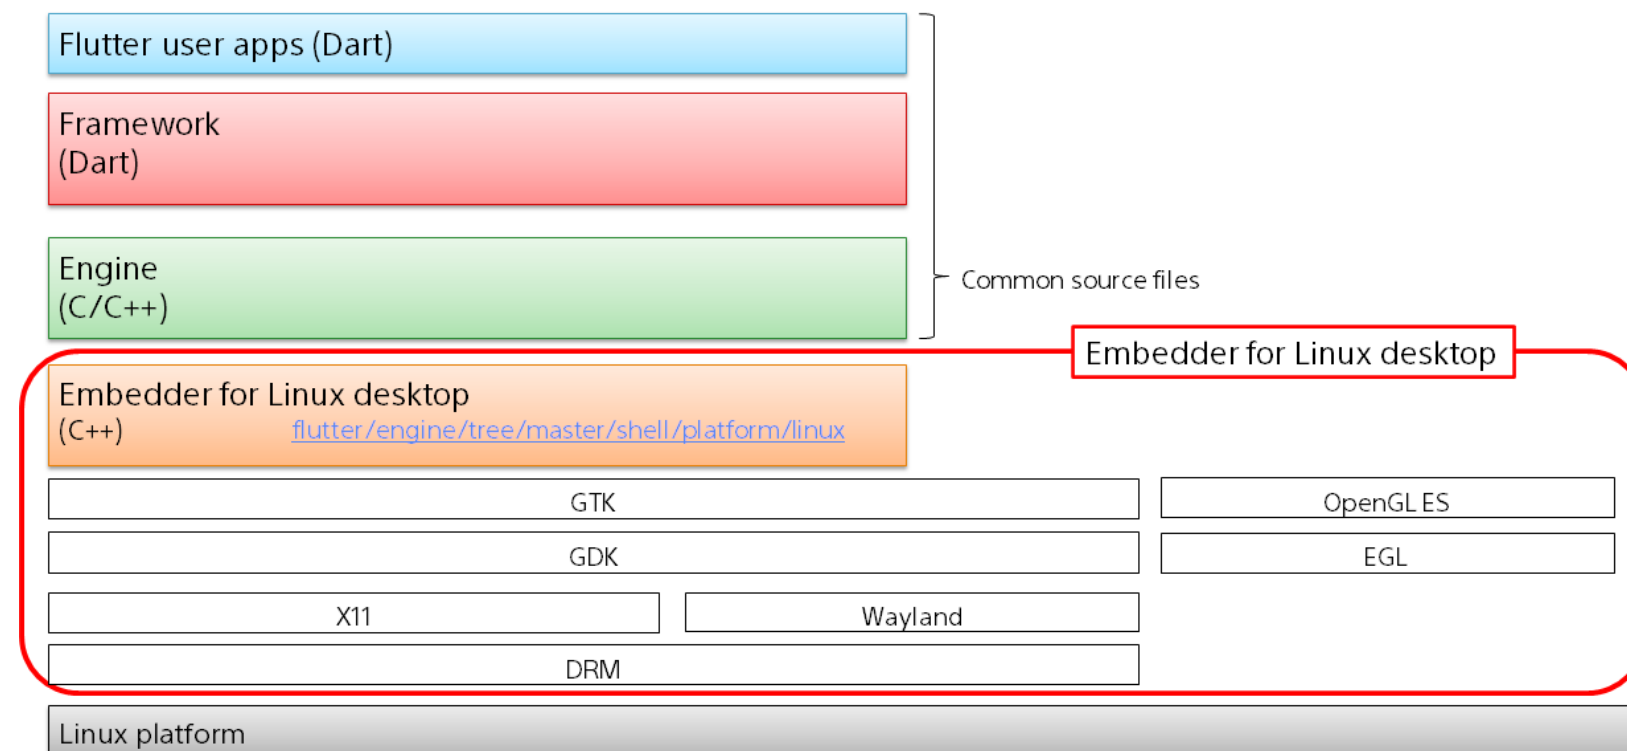 Flutter user apps (Dart)
Framework
(Dart)
Engine
(C/C++)
Common source files
Embedder for Linux desktop
Embedder for Linux desktop
(C++) flutter/engine/tree/master/shell/platform/linux
GTK
OpenGL ES
GDK
EGL
X11
Wayland
DRM
Linux platform